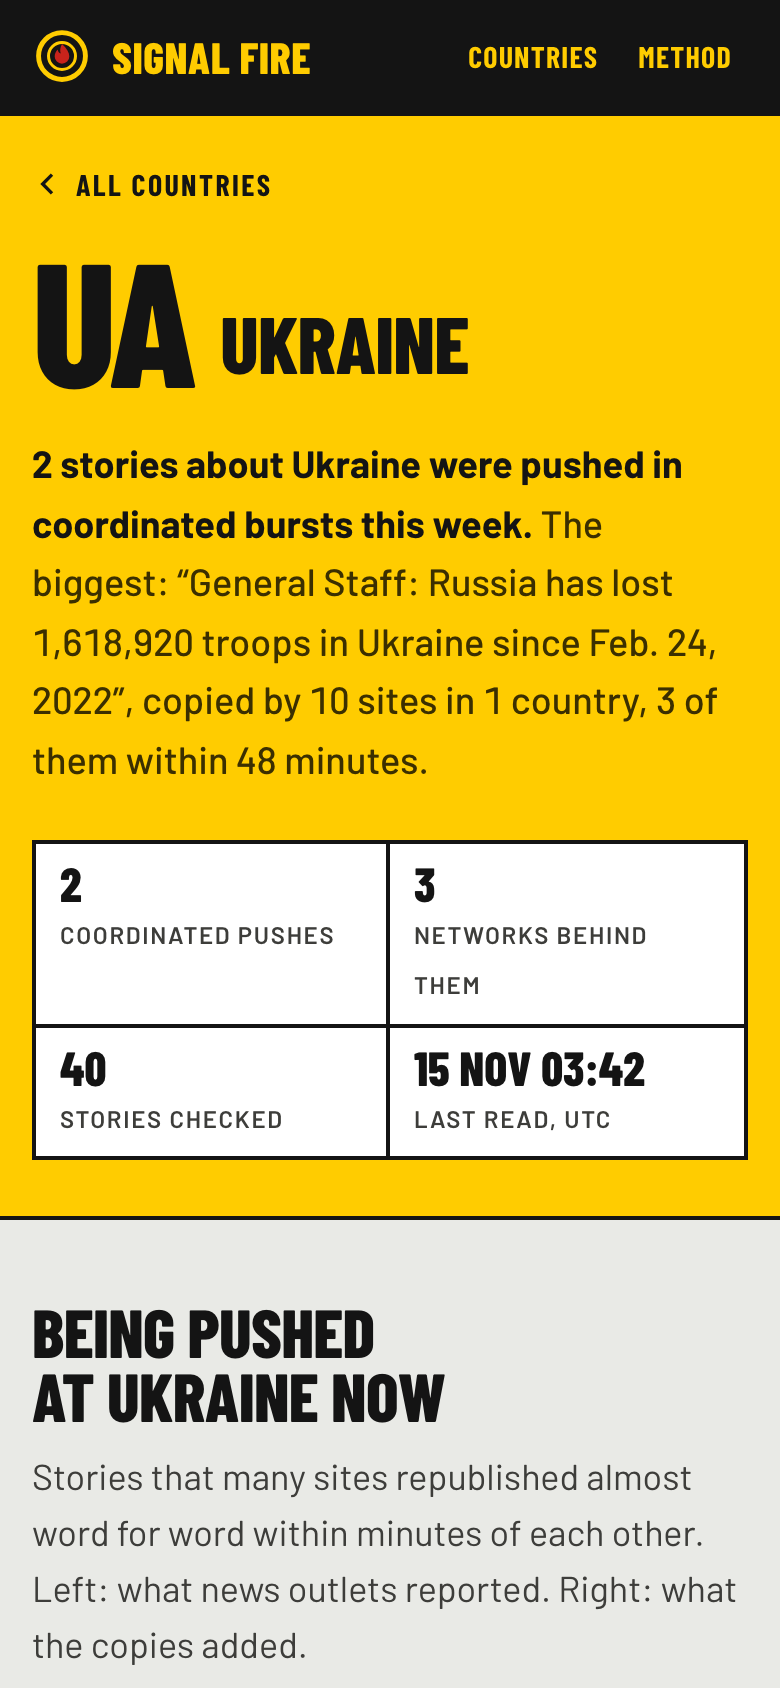 SIGNAL FIRE
COUNTRIES
METHOD
ALL COUNTRIES
UA UKRAINE
2 stories about Ukraine were pushed in
coordinated bursts this week. The
biggest: “General Staff: Russia has lost
1,618,920 troops in Ukraine since Feb. 24,
2022”, copied by 10 sites in 1 country, 3 of
them within 48 minutes.
2
COORDINATED PUSHES
3
NETWORKS BEHIND
THEM
40
STORIES CHECKED
15 NOV 03:42
LAST READ, UTC
BEING PUSHED
AT UKRAINE NOW
Stories that many sites republished almost
word for word within minutes of each other.
Left: what news outlets reported. Right: what
the copies added.